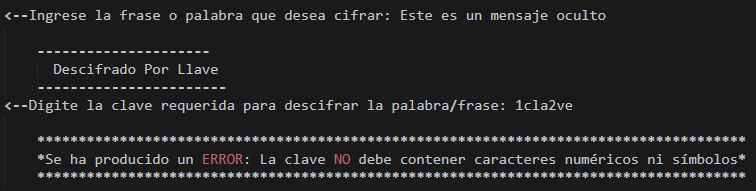 <--Ingrese la frase o palabra que desea cifrar: Este es un mensaje oculto
---------------------
Descifrado Por Llave
-----------------------
<--Digite la clave requerida para descifrar la palabra/frase: 1cla2ve
**************************************************************************************
*Se ha producido un ERROR: La clave NO debe contener caracteres numéricos ni símbolos*
**************************************************************************************